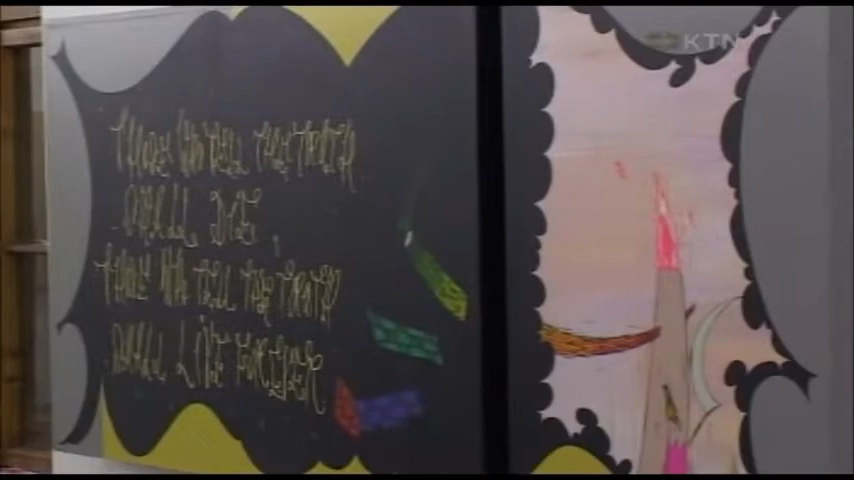 KTN
THOSE WHO TELL THE TRUTH
SHALL DIE
THOSE WHO TELL THE TRUTH
SHALL LIVE FOREVER